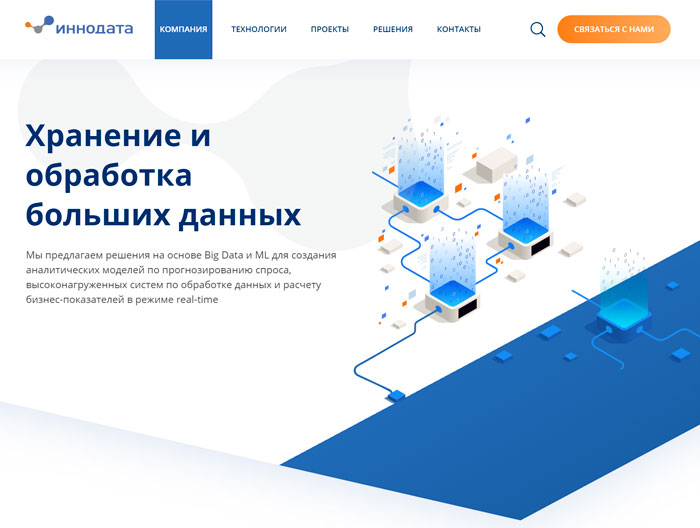 ИННОДАТА
КОМПАНИЯ
ТЕХНОЛОГИИ
ПРОЕКТЫ
РЕШЕНИЯ
КОНТАКТЫ
СВЯЗАТЬСЯ С НАМИ
Хранение и
обработка
больших данных
Мы предлагаем решения на основе Big Data и ML для создания
аналитических моделей по прогнозированию спроса,
высоконагруженных систем по обработке данных и расчету
бизнес-показателей в режиме real-time